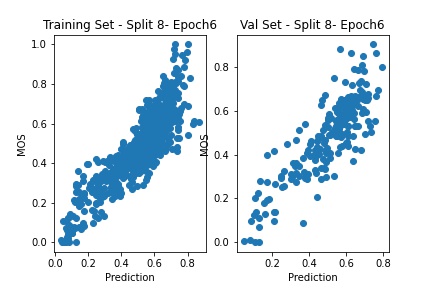 Training Set - Split 8- Epoch6
Val Set - Split 8- Epoch6
MOS
1.0
0.8
0.6
0.4
0.2
0.0
0.0 0.2 0.4 0.6 0.8
Prediction
MOS
0.8
0.6
0.4
0.2
0.0
0.2 0.4 0.6 0.8
Prediction